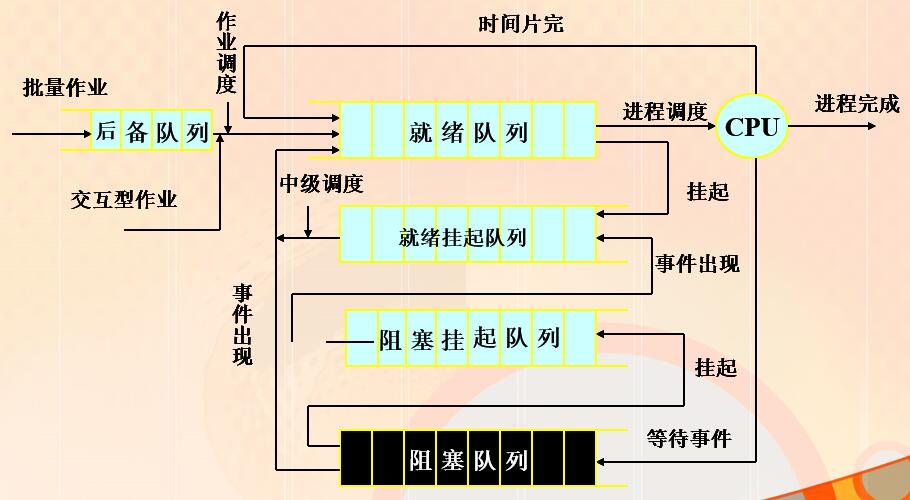 时间片完
作业调度
批量作业
后备队列
就绪队列
进程调度
CPU
进程完成
交互型作业
中级调度
挂起
就绪挂起队列
事件出现
事件出现
阻塞挂起队列
挂起
阻塞队列
等待事件